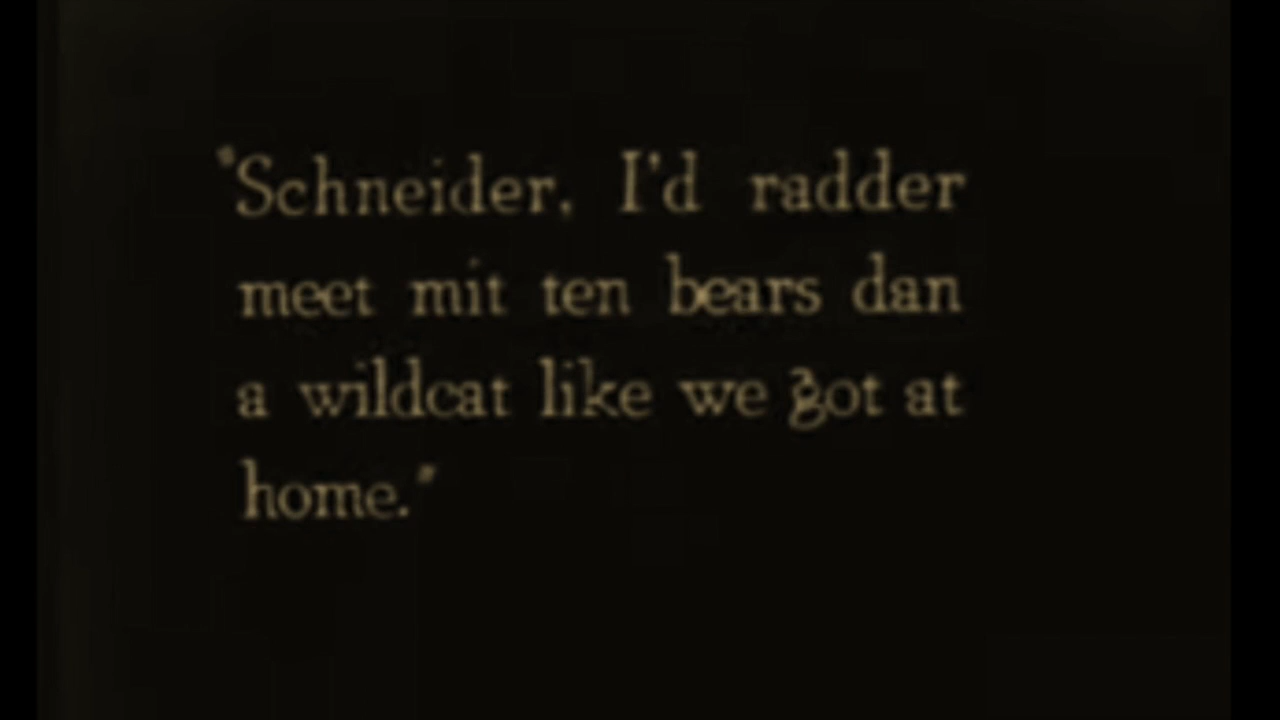 "Schneider, I'd radder
meet mit ten bears dan
a wildcat like we got at
home."